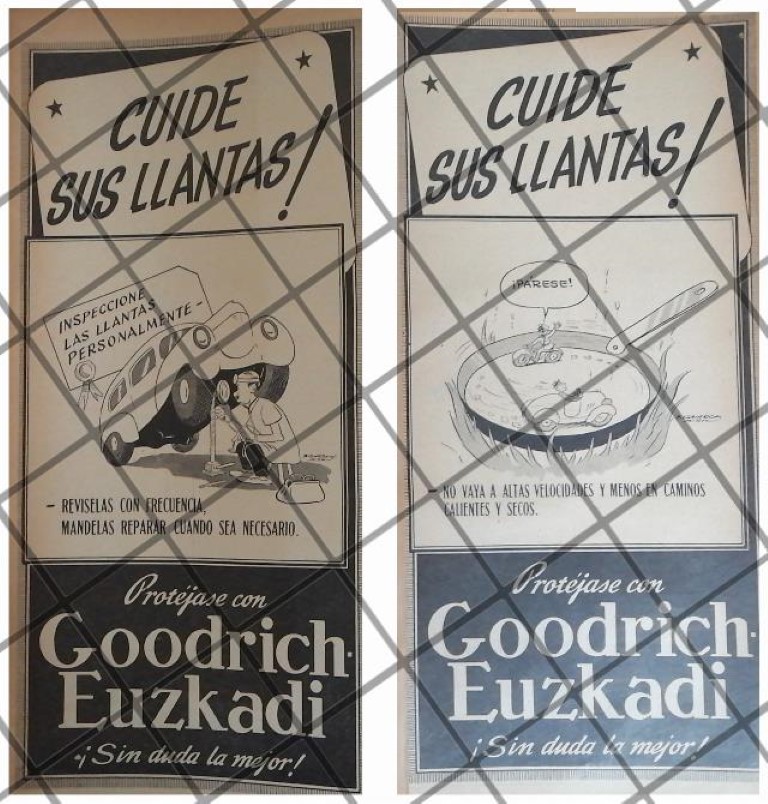 CUIDE
SUS LLANTAS!
INSPECCIONE
LAS LLANTAS
PERSONALMENTE-
- REVISELAS CON FRECUENCIA,
MANDELAS REPARAR CUANDO SEA NECESARIO.
Protéjase con
Goodrich-
Euzkadi
¡Sin duda la mejor!
CUIDE
SUS LLANTAS!
¡PÁRESE!
- NO VAYA A ALTAS VELOCIDADES Y MENOS EN CAMINOS
CALIENTES Y SECOS.
Protéjase con
Goodrich-
Euzkadi
¡Sin duda la mejor!